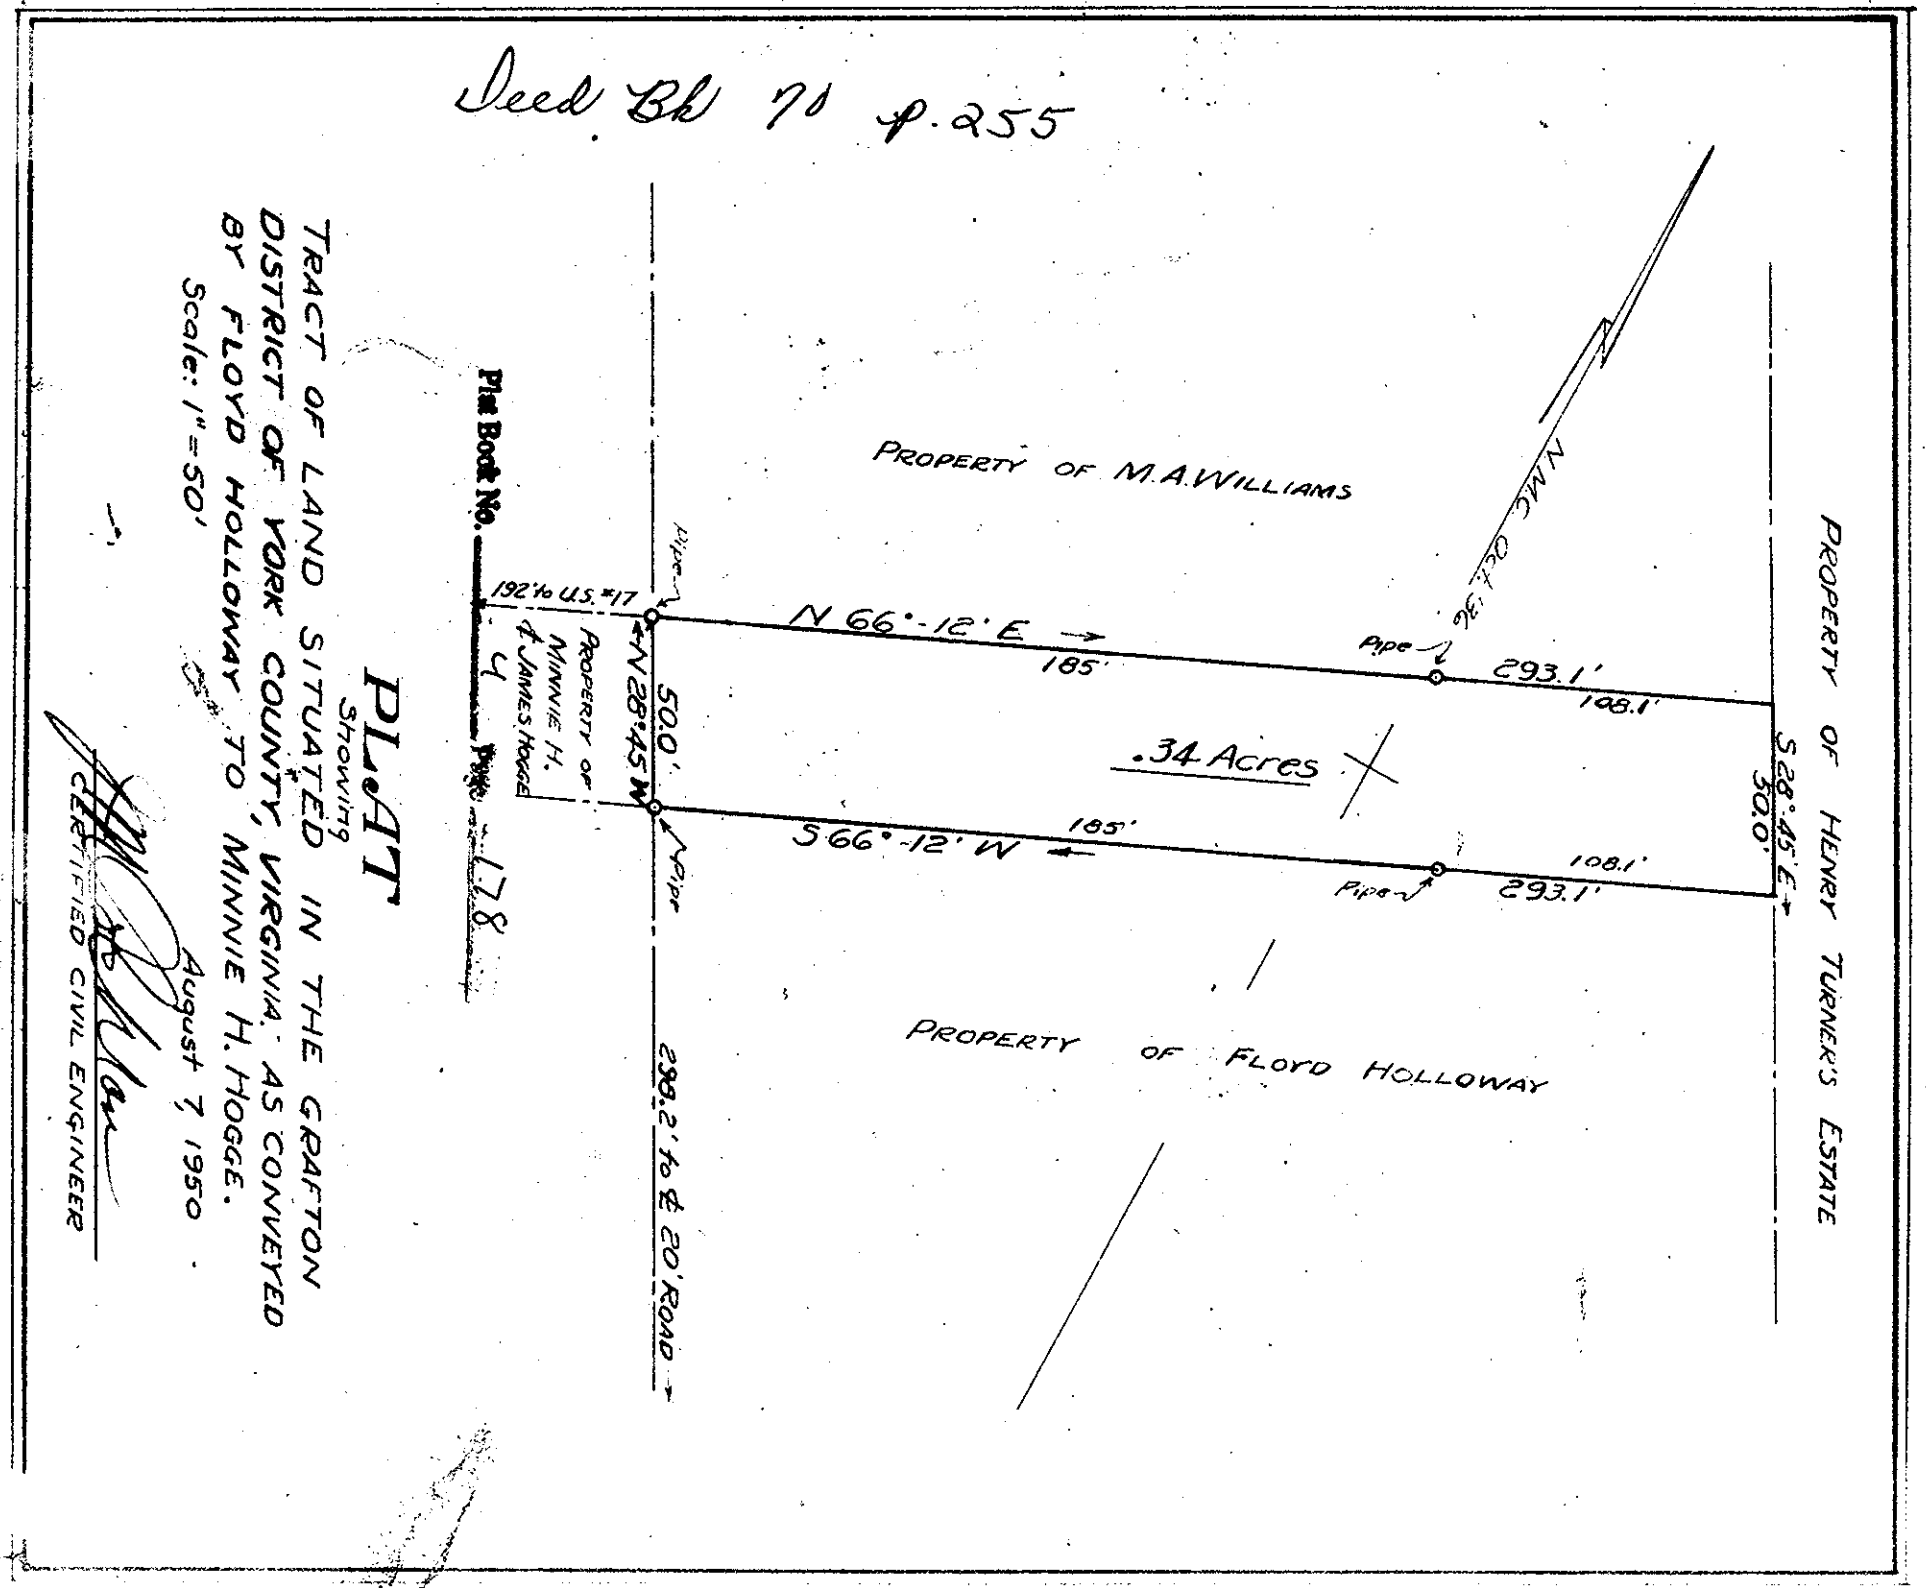 Deed Bk 70 p. 255
PROPERTY OF HENRY TURNER'S ESTATE
N.M.C. Oct. '36
PROPERTY OF M.A. WILLIAMS
Pipe
N 66°-12' E →
185'
Pipe
293.1'
108.1'
S 28°-45' E →
50.0'
.34 Acres
← N 28°-45' W
50.0'
192' to U.S. #17
PROPERTY OF
MINNIE H.
& JAMES HOGGE
Pipe
S 66°-12' W ←
185'
Pipe
108.1'
293.1'
PROPERTY OF FLOYD HOLLOWAY
298.2' to ℄ 20' ROAD →
Plat Book No. 4 Page 178
PLAT
Showing
TRACT OF LAND SITUATED IN THE GRAFTON
DISTRICT OF YORK COUNTY, VIRGINIA. AS CONVEYED
BY FLOYD HOLLOWAY TO MINNIE H. HOGGE.
Scale: 1"=50'
August 7, 1950
CERTIFIED CIVIL ENGINEER